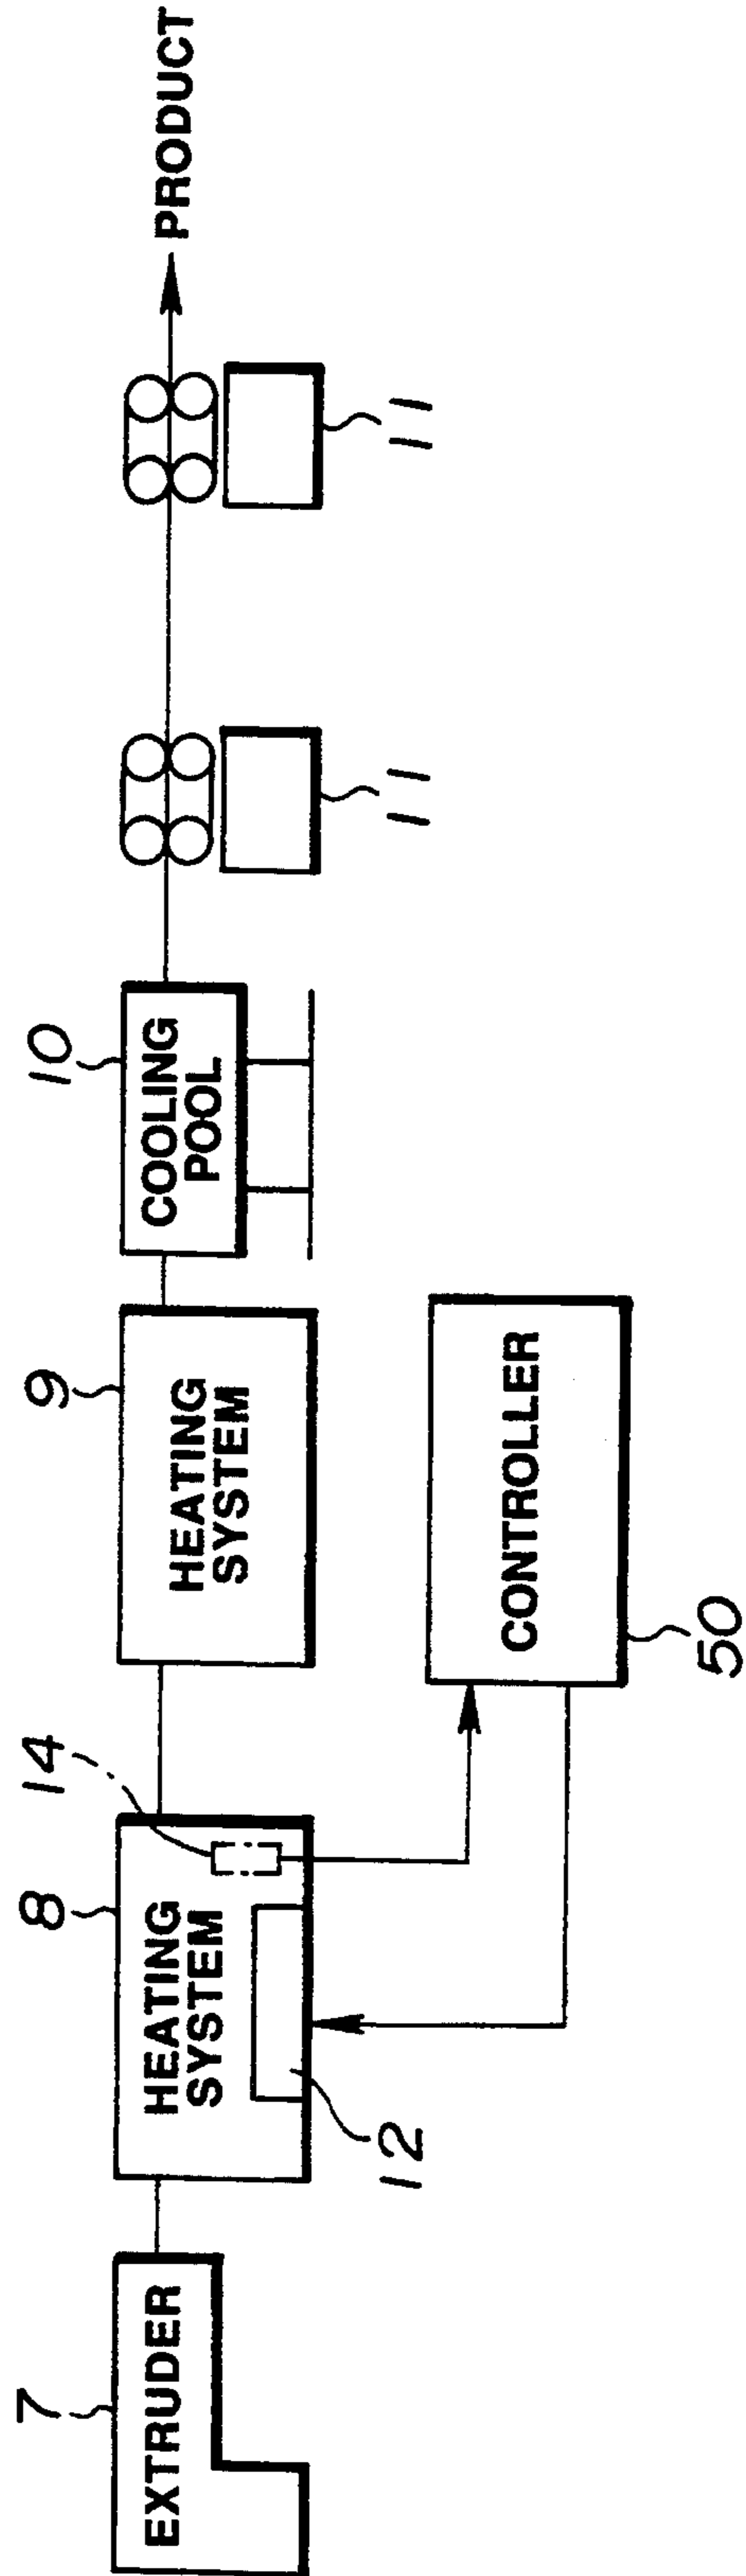 7
EXTRUDER
8
HEATING
SYSTEM
12
14
9
HEATING
SYSTEM
50
CONTROLLER
10
COOLING
POOL
11
11
PRODUCT